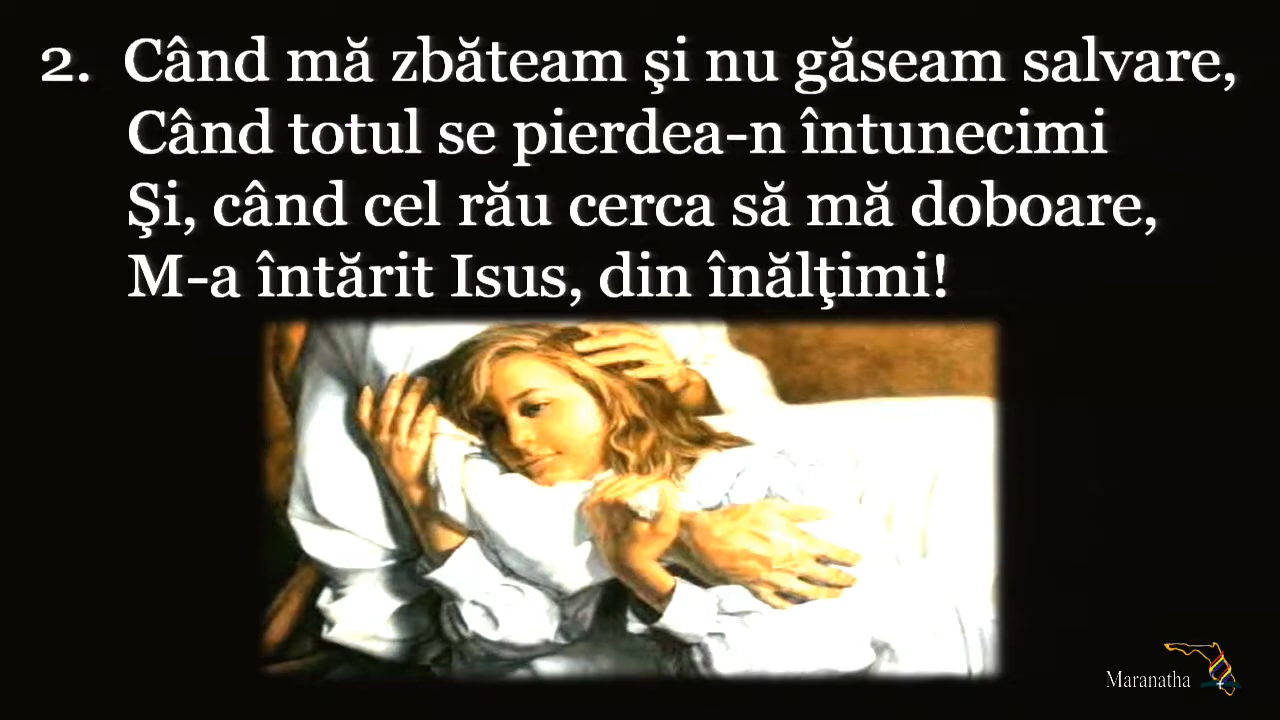 2. Când mă zbăteam şi nu găseam salvare,
Când totul se pierdea-n întunecimi
Şi, când cel rău cerca să mă doboare,
M-a întărit Isus, din înălţimi!
Maranatha